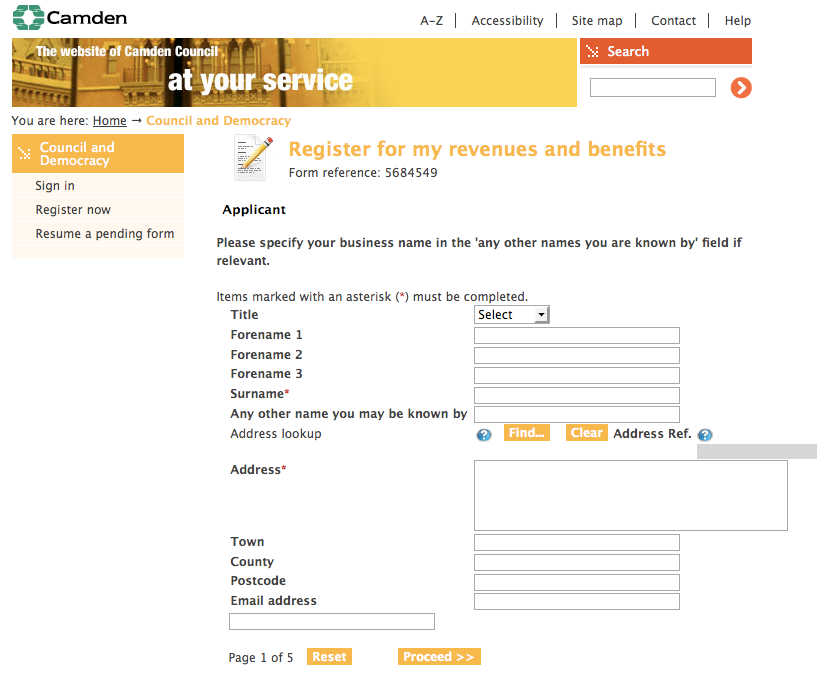 Camden
A-Z | Accessibility | Site map | Contact | Help
The website of Camden Council
at your service
Search
You are here: Home → Council and Democracy
Council and
Democracy
Sign in
Register now
Resume a pending form
Register for my revenues and benefits
Form reference: 5684549
Applicant
Please specify your business name in the 'any other names you are known by' field if
relevant.
Items marked with an asterisk (*) must be completed.
Title Select
Forename 1
Forename 2
Forename 3
Surname*
Any other name you may be known by
Address lookup ? Find... Clear Address Ref. ?
Address*
Town
County
Postcode
Email address
Page 1 of 5 Reset Proceed >>